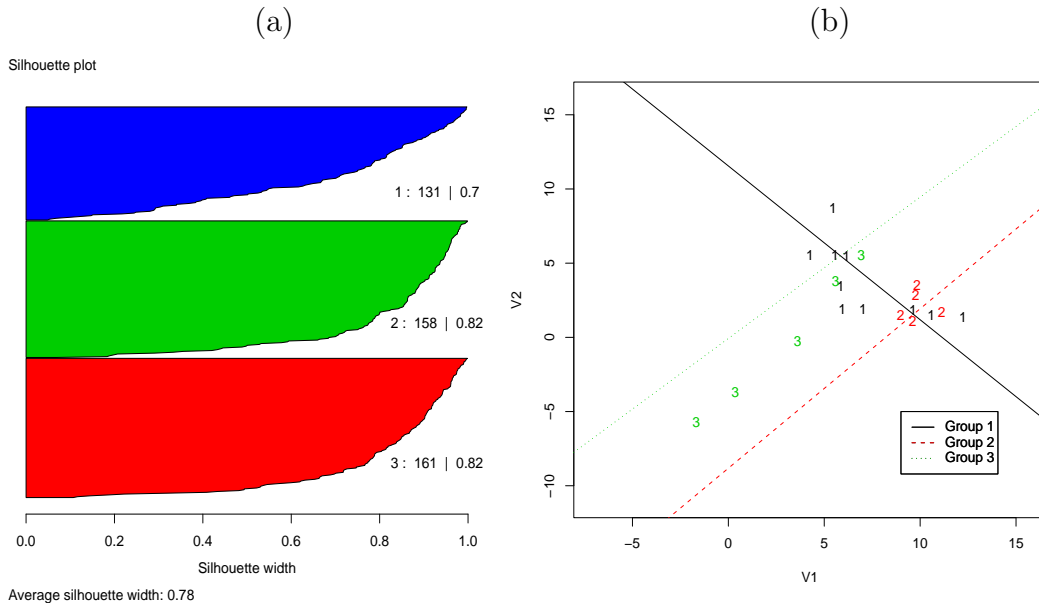 (a)
Silhouette plot
1 : 131 | 0.7
2 : 158 | 0.82
3 : 161 | 0.82
0.0 0.2 0.4 0.6 0.8 1.0
Silhouette width
Average silhouette width: 0.78
(b)
15
10
5
0
−5
−10
V2
1
1 1 1 3
3
1
1 1
3
3
3
2
2
2 1 1 2 1
2
Group 1
Group 2
Group 3
−5 0 5 10 15
V1